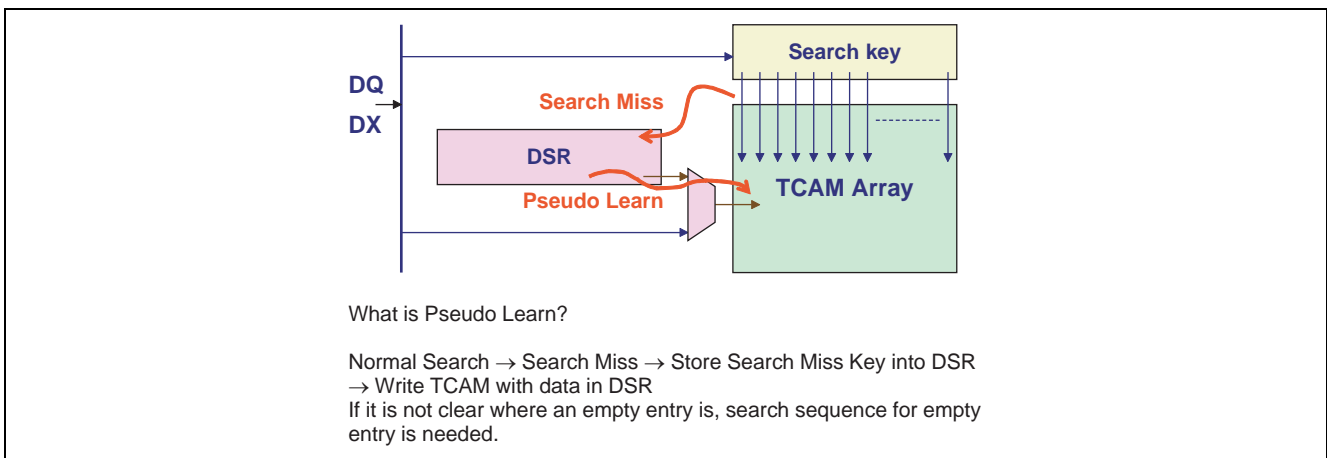 Search key
DQ
DX
Search Miss
DSR
Pseudo Learn
TCAM Array
What is Pseudo Learn?
Normal Search → Search Miss → Store Search Miss Key into DSR
→ Write TCAM with data in DSR
If it is not clear where an empty entry is, search sequence for empty
entry is needed.